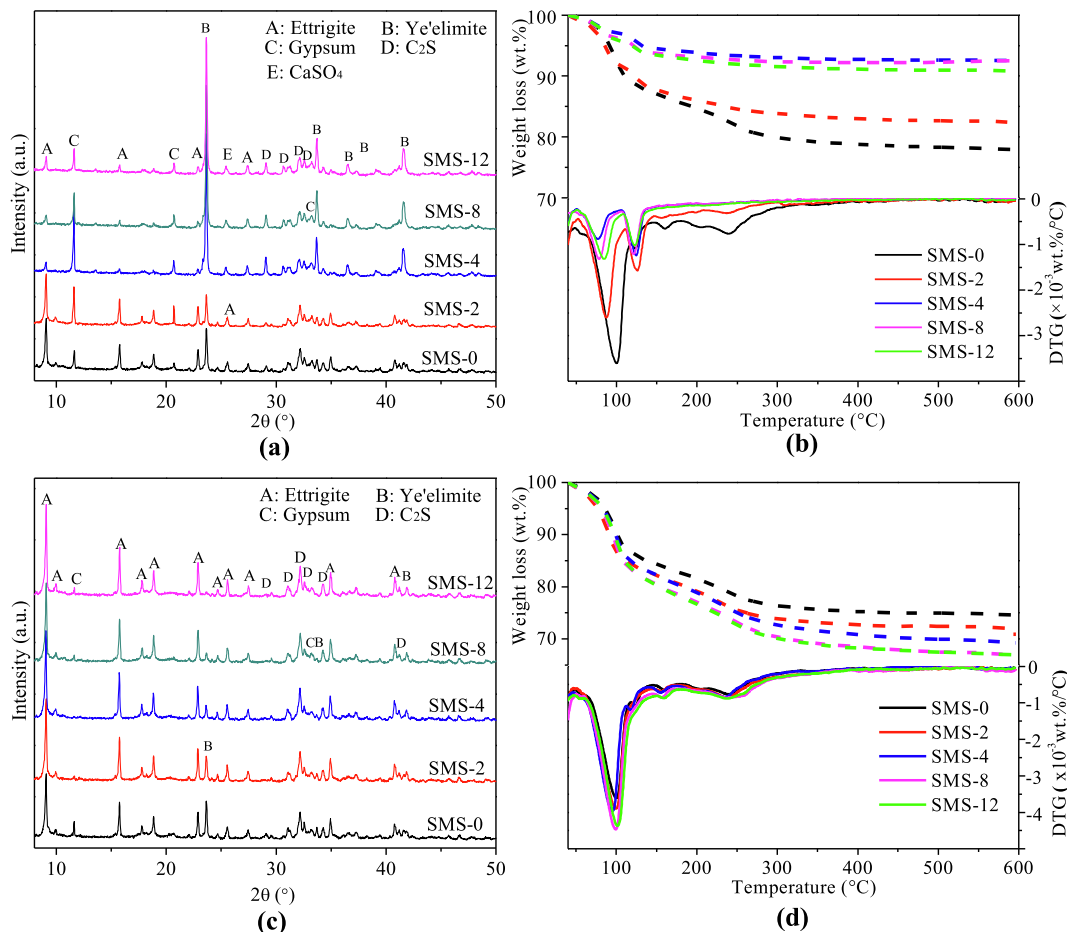 A: Ettrigite B: Ye'elimite
C: Gypsum D: C2S
E: CaSO4
B
A C A C A E A D D D D B B B B
C
A
SMS-12
SMS-8
SMS-4
SMS-2
SMS-0
Intensity (a.u.)
10 20 30 40 50
2θ (°)
(a)
100
90
80
70
Weight loss (wt.%)
0
-1
-2
-3
DTG (×10-3wt.%/°C)
SMS-0
SMS-2
SMS-4
SMS-8
SMS-12
100 200 300 400 500 600
Temperature (°C)
(b)
A: Ettrigite B: Ye'elimite
C: Gypsum D: C2S
A
A C A A A A A A A D D D D D A A B
C B D
B
SMS-12
SMS-8
SMS-4
SMS-2
SMS-0
Intensity (a.u.)
10 20 30 40 50
2θ (°)
(c)
100
90
80
70
Weight loss (wt.%)
0
-1
-2
-3
-4
DTG (x10-3wt.%/°C)
SMS-0
SMS-2
SMS-4
SMS-8
SMS-12
100 200 300 400 500 600
Temperature (°C)
(d)